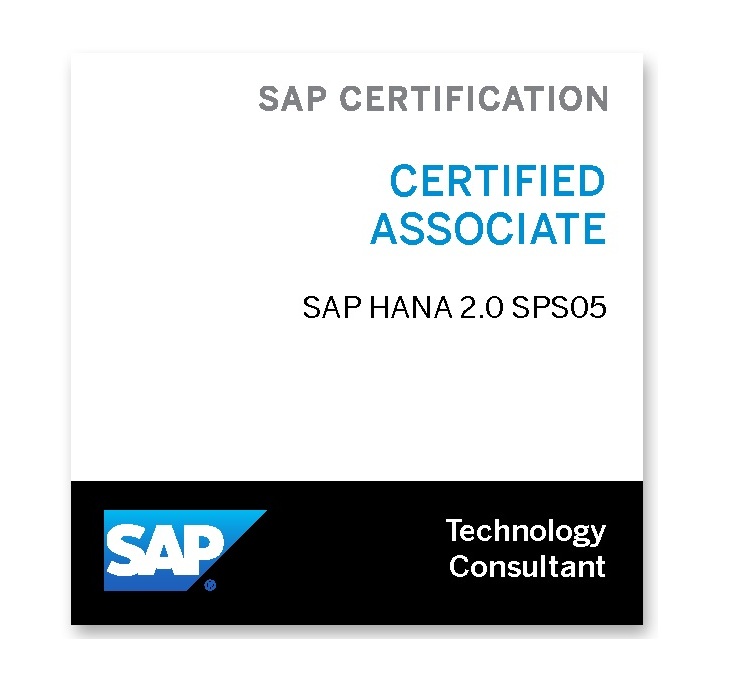 SAP CERTIFICATION
CERTIFIED
ASSOCIATE
SAP HANA 2.0 SPS05
SAP®
Technology
Consultant